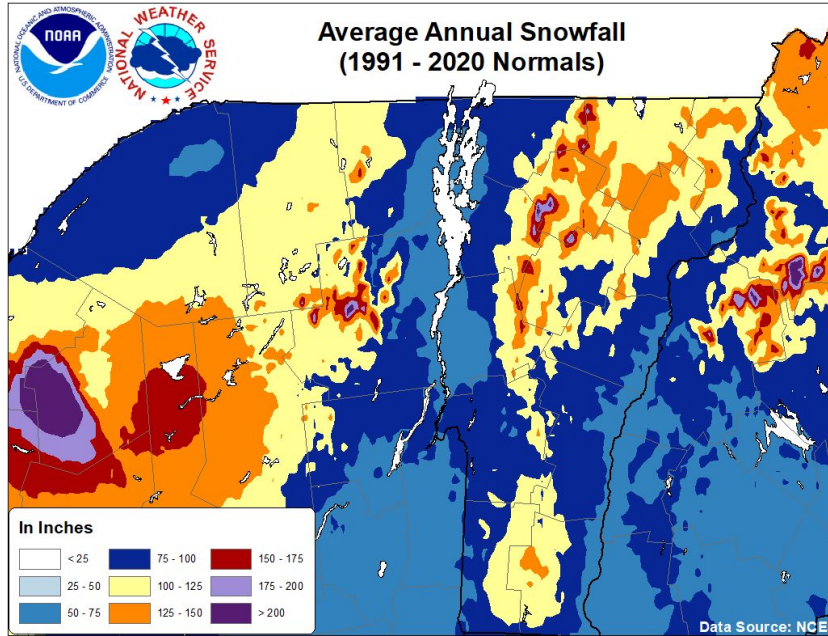 NATIONAL OCEANIC AND ATMOSPHERIC ADMINISTRATION
NOAA
U.S. DEPARTMENT OF COMMERCE
NATIONAL WEATHER SERVICE
Average Annual Snowfall
(1991 - 2020 Normals)
In Inches
< 25
75 - 100
150 - 175
25 - 50
100 - 125
175 - 200
50 - 75
125 - 150
> 200
Data Source: NCE